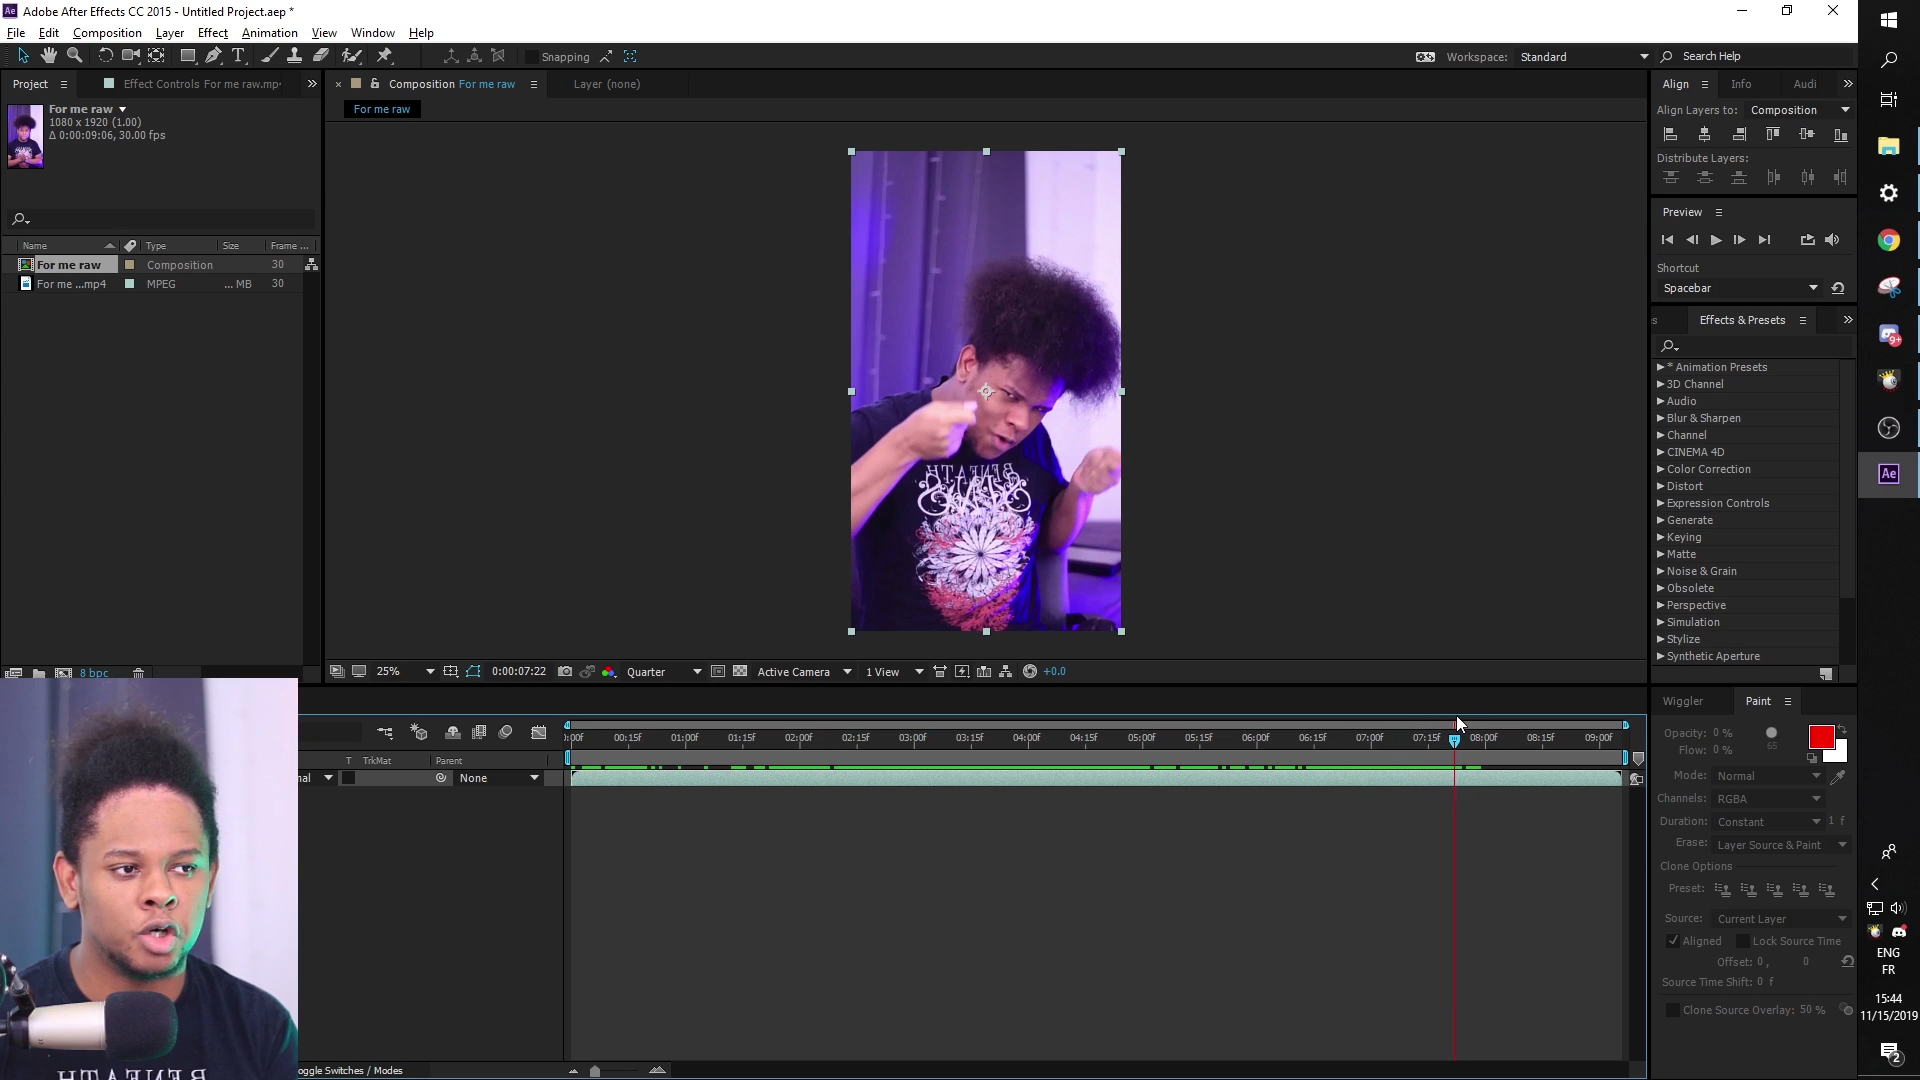 Adobe After Effects CC 2015 - Untitled Project.aep *
File Edit Composition Layer Effect Animation View Window Help
Snapping
Workspace: Standard
Search Help
Project
Effect Controls For me raw.mp
Composition For me raw
Layer (none)
Align
Info
Audi
For me raw
1080 x 1920 (1.00)
Δ 0:00:09:06, 30.00 fps
For me raw
Align Layers to: Composition
Distribute Layers:
Preview
Shortcut
Spacebar
Name Type Size Frame ...
For me raw Composition 30
For me ...mp4 MPEG ... MB 30
Effects & Presets
* Animation Presets
3D Channel
Audio
Blur & Sharpen
Channel
CINEMA 4D
Color Correction
Distort
Expression Controls
Generate
Keying
Matte
Noise & Grain
Obsolete
Perspective
Simulation
Stylize
Synthetic Aperture
BENEATH
8 bpc
25%
0:00:07:22
Quarter
Active Camera
1 View
+0.0
:00f 00:15f 01:00f 01:15f 02:00f 02:15f 03:00f 03:15f 04:00f 04:15f 05:00f 05:15f 06:00f 06:15f 07:00f 07:15f 08:00f 08:15f 09:00f
T TrkMat Parent
nal None
oggle Switches / Modes
Wiggler
Paint
Opacity: 0 %
Flow: 0 %
65
Mode: Normal
Channels: RGBA
Duration: Constant 1 f
Erase: Layer Source & Paint
Clone Options
Preset:
Source: Current Layer
Aligned Lock Source Time
Offset: 0 , 0
Source Time Shift: 0 f
Clone Source Overlay: 50 %
9+
Ae
ENG
FR
15:44
11/15/2019
2
BENEATH